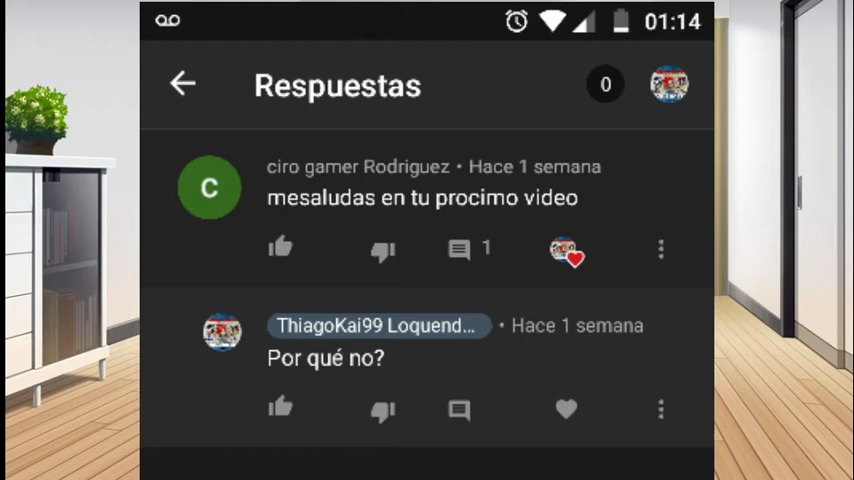 01:14
Respuestas
0
C
ciro gamer Rodriguez • Hace 1 semana
mesaludas en tu procimo video
1
ThiagoKai99 Loquend... • Hace 1 semana
Por qué no?